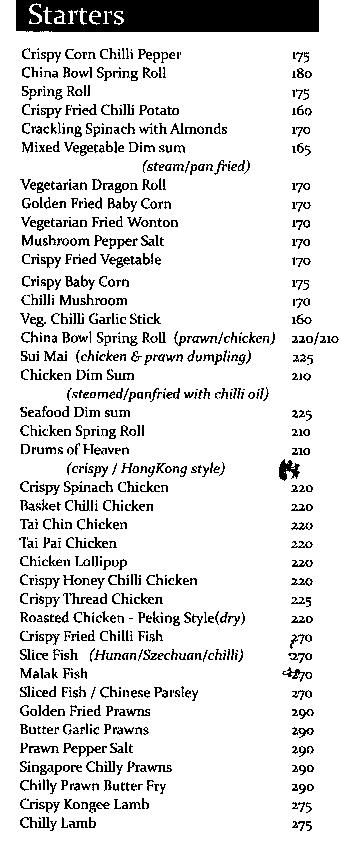 Starters
Crispy Corn Chilli Pepper 175
China Bowl Spring Roll 180
Spring Roll 175
Crispy Fried Chilli Potato 160
Crackling Spinach with Almonds 170
Mixed Vegetable Dim sum 165
(steam/pan fried)
Vegetarian Dragon Roll 170
Golden Fried Baby Corn 170
Vegetarian Fried Wonton 170
Mushroom Pepper Salt 170
Crispy Fried Vegetable 170
Crispy Baby Corn 175
Chilli Mushroom 170
Veg. Chilli Garlic Stick 160
China Bowl Spring Roll (prawn/chicken) 220/210
Sui Mai (chicken & prawn dumpling) 225
Chicken Dim Sum 210
(steamed/panfried with chilli oil)
Seafood Dim sum 225
Chicken Spring Roll 210
Drums of Heaven 210
(crispy / HongKong style)
Crispy Spinach Chicken 220
Basket Chilli Chicken 220
Tai Chin Chicken 220
Tai Pai Chicken 220
Chicken Lollipop 220
Crispy Honey Chilli Chicken 220
Crispy Thread Chicken 225
Roasted Chicken - Peking Style(dry) 220
Crispy Fried Chilli Fish 270
Slice Fish (Hunan/Szechuan/chilli) 270
Malak Fish 270
Sliced Fish / Chinese Parsley 270
Golden Fried Prawns 290
Butter Garlic Prawns 290
Prawn Pepper Salt 290
Singapore Chilly Prawns 290
Chilly Prawn Butter Fry 290
Crispy Kongee Lamb 275
Chilly Lamb 275